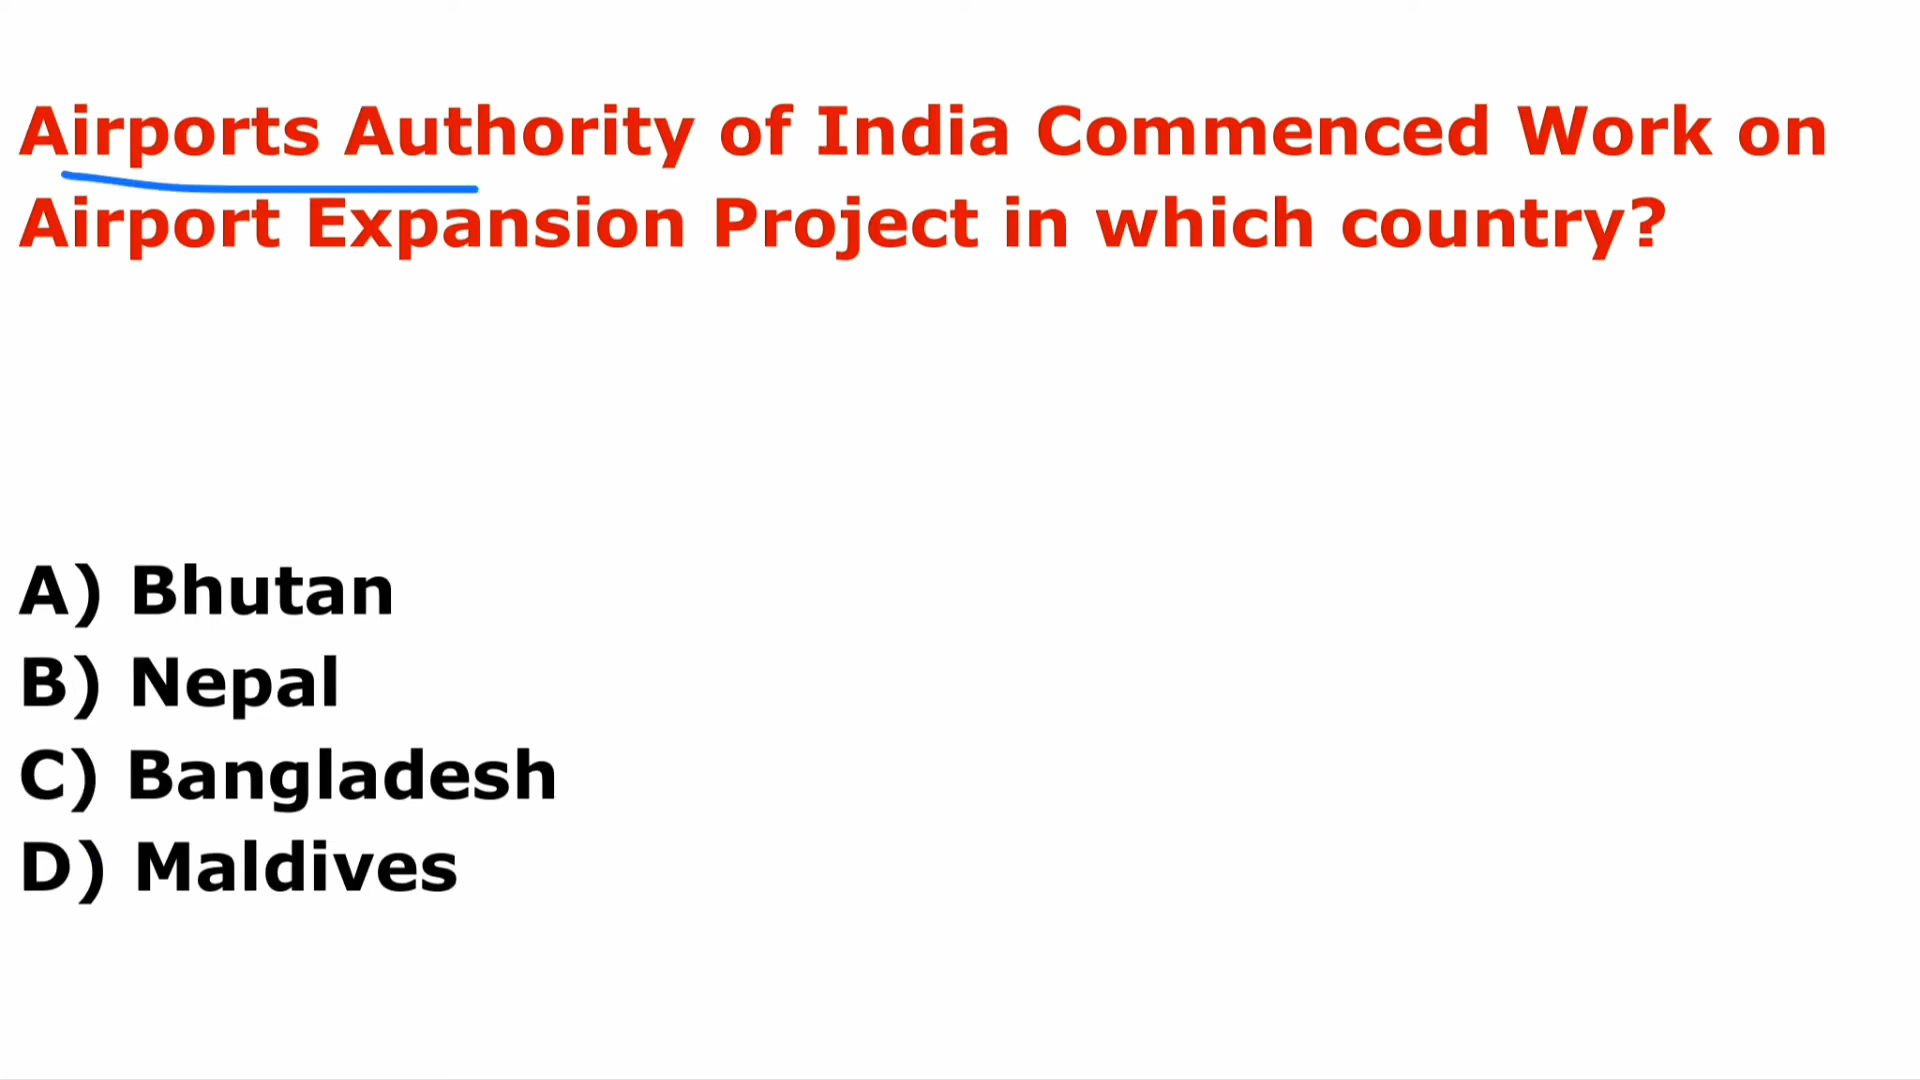 Airports Authority of India Commenced Work on
Airport Expansion Project in which country?
A) Bhutan
B) Nepal
C) Bangladesh
D) Maldives